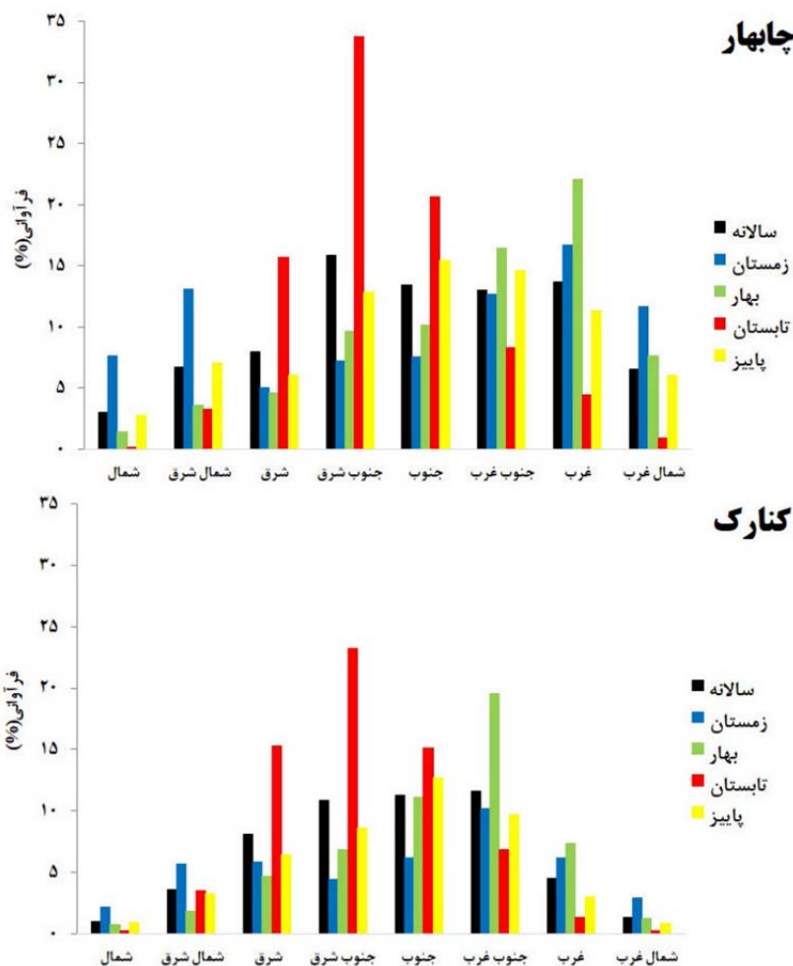 چابهار
۳۵
۳۰
۲۵
۲۰
۱۵
۱۰
۵
۰
فرآوانی(%)
شمال
شمال شرق
شرق
جنوب شرق
جنوب
جنوب غرب
غرب
شمال غرب
سالانه
زمستان
بهار
تابستان
پاییز
کنارک
۳۵
۳۰
۲۵
۲۰
۱۵
۱۰
۵
۰
فرآوانی(%)
شمال
شمال شرق
شرق
جنوب شرق
جنوب
جنوب غرب
غرب
شمال غرب
سالانه
زمستان
بهار
تابستان
پاییز